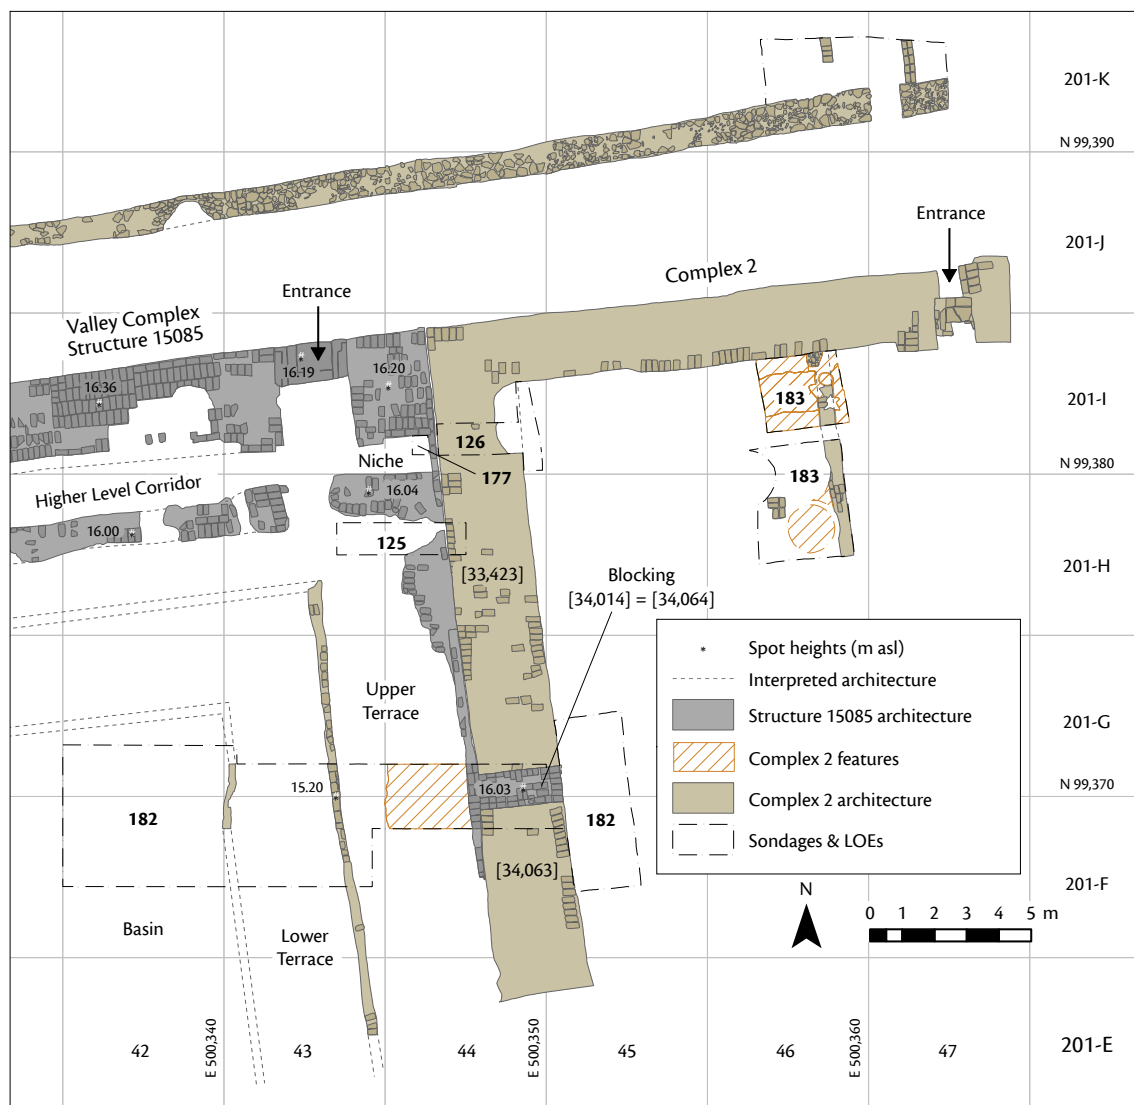 201-K
N 99,390
Entrance
201-J
Complex 2
Entrance
Valley Complex
Structure 15085
16.19
16.20
16.36
183
201-I
126
Niche
177
183
N 99,380
Higher Level Corridor
16.04
16.00
125
[33,423]
Blocking
[34,014] = [34,064]
201-H
Spot heights (m asl)
Interpreted architecture
Upper
Terrace
Structure 15085 architecture
201-G
Complex 2 features
15.20
16.03
N 99,370
Complex 2 architecture
182
182
Sondages & LOEs
[34,063]
201-F
N
0 1 2 3 4 5 m
Basin
Lower
Terrace
E 500,340
E 500,350
E 500,360
42 43 44 45 46 47
201-E